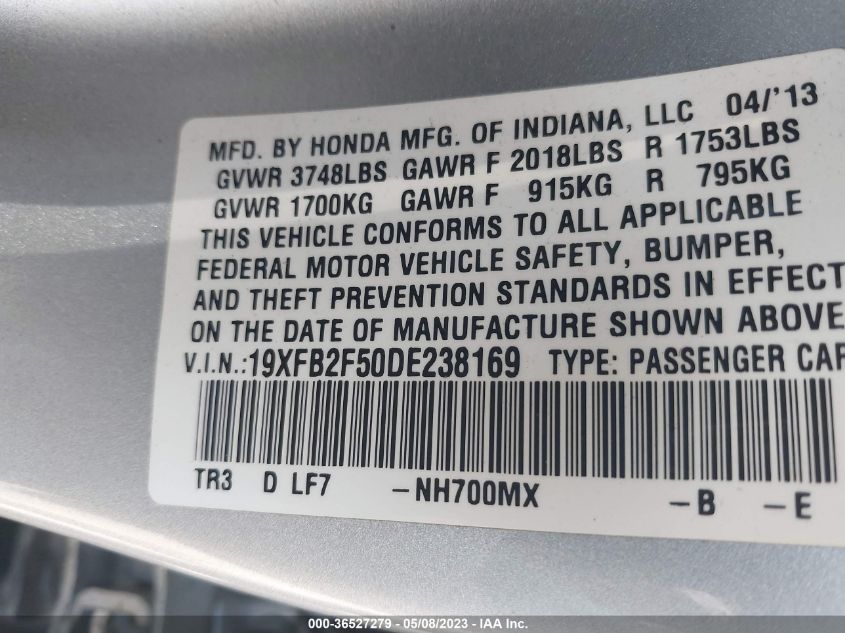 MFD. BY HONDA MFG. OF INDIANA, LLC 04/'13
GVWR 3748LBS GAWR F 2018LBS R 1753LBS
GVWR 1700KG GAWR F 915KG R 795KG
THIS VEHICLE CONFORMS TO ALL APPLICABLE
FEDERAL MOTOR VEHICLE SAFETY, BUMPER,
AND THEFT PREVENTION STANDARDS IN EFFECT
ON THE DATE OF MANUFACTURE SHOWN ABOVE
V.I.N.:19XFB2F50DE238169 TYPE: PASSENGER CAR
TR3 D LF7 -NH700MX -B -E
000-36527279 - 05/08/2023 - IAA Inc.